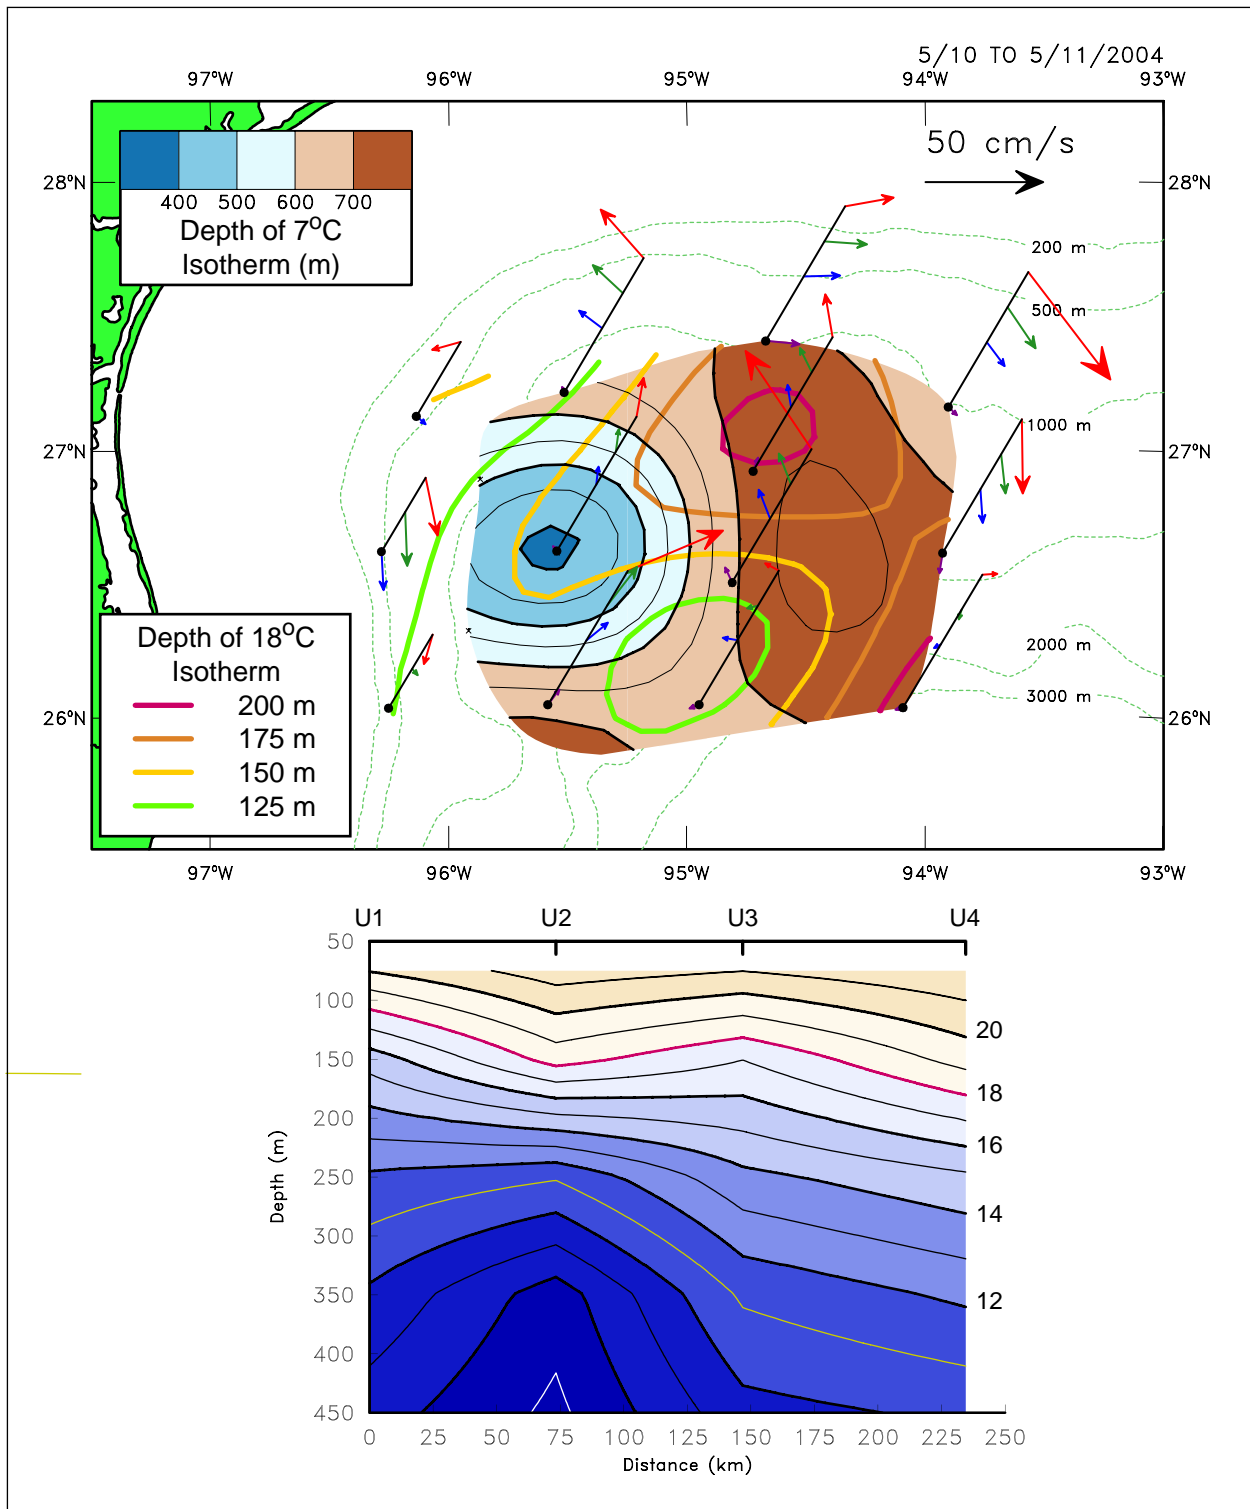 5/10 TO 5/11/2004
97°W 96°W 95°W 94°W 93°W
50 cm/s
28°N 28°N
400 500 600 700
Depth of 7°C
Isotherm (m)
200 m
500 m
27°N 27°N
1000 m
Depth of 18°C
Isotherm
200 m
175 m
150 m
125 m
2000 m
3000 m
26°N 26°N
97°W 96°W 95°W 94°W 93°W
U1 U2 U3 U4
50
100
150
200
250
300
350
400
450
Depth (m)
20
18
16
14
12
0 25 50 75 100 125 150 175 200 225 250
Distance (km)